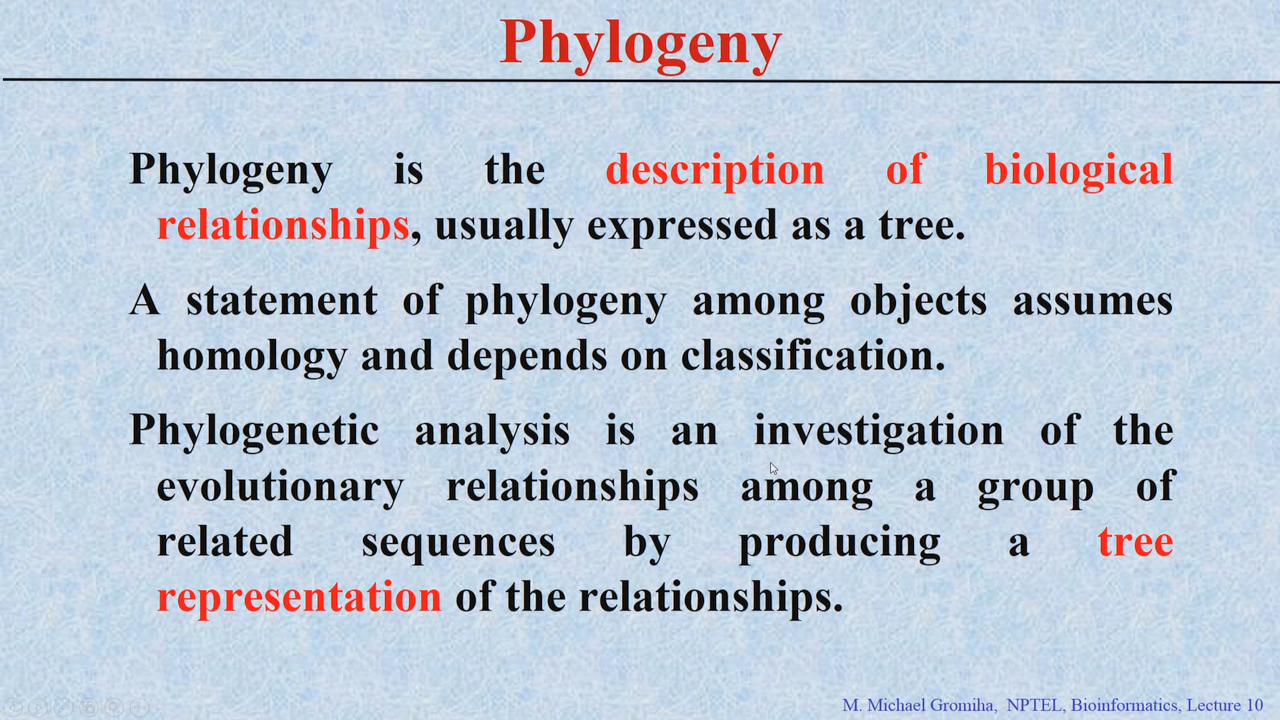 Phylogeny
Phylogeny is the description of biological
relationships, usually expressed as a tree.
A statement of phylogeny among objects assumes
homology and depends on classification.
Phylogenetic analysis is an investigation of the
evolutionary relationships among a group of
related sequences by producing a tree
representation of the relationships.
M. Michael Gromiha, NPTEL, Bioinformatics, Lecture 10